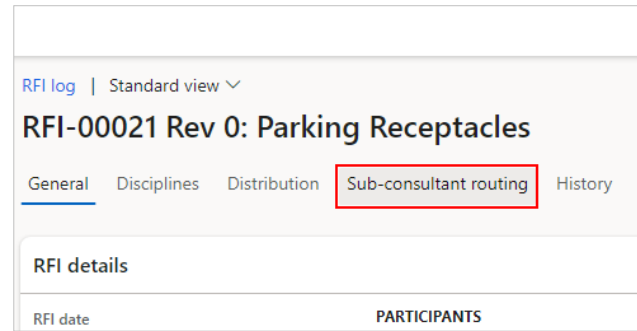 RFI log | Standard view
RFI-00021 Rev 0: Parking Receptacles
General Disciplines Distribution Sub-consultant routing History
RFI details
RFI date PARTICIPANTS